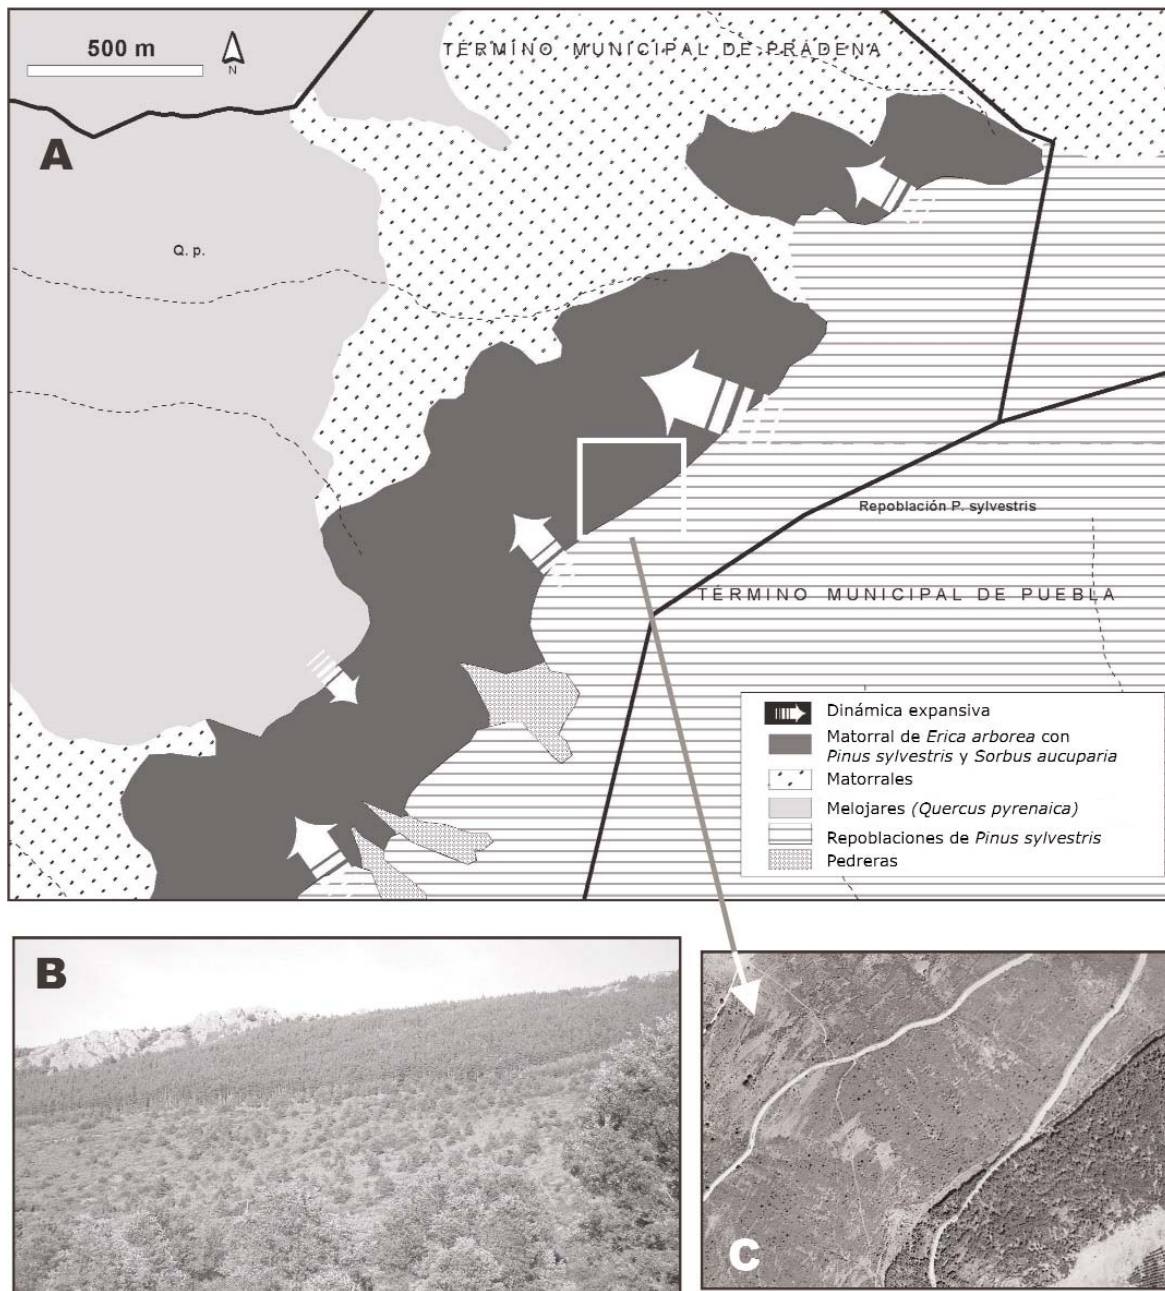 500 m
N
TÉRMINO MUNICIPAL DE PRÁDENA
A
Q. p.
Repoblación P. sylvestris
TÉRMINO MUNICIPAL DE PUEBLA
Dinámica expansiva
Matorral de Erica arborea con
Pinus sylvestris y Sorbus aucuparia
Matorrales
Melojares (Quercus pyrenaica)
Repoblaciones de Pinus sylvestris
Pedreras
B
C